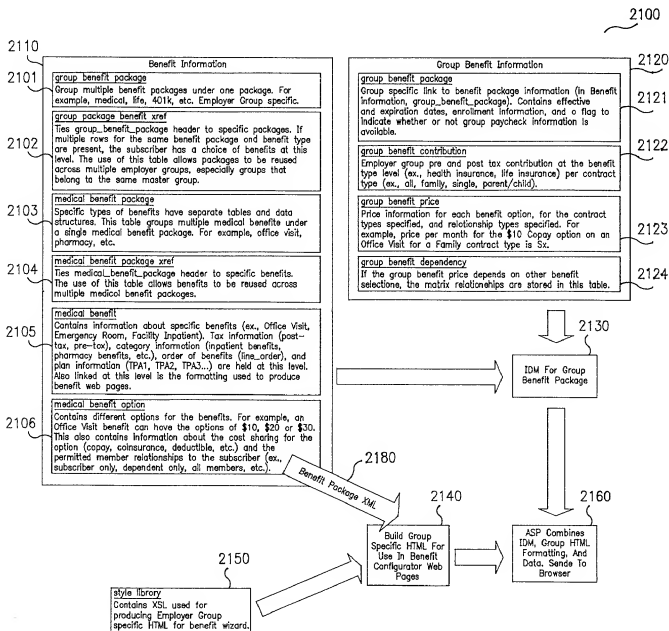 2100
2110
Benefit Information
2101
group benefit package
Group multiple benefit packages under one package. For
example, medical, life, 401k, etc. Employer Group specific.
2102
group package benefit xref
Ties group_benefit_package header to specific packages. If
multiple rows for the same benefit package and benefit type
are present, the subscriber has a choice of benefits at this
level. The use of this table allows packages to be reused
across multiple employer groups, especially groups that
belong to the same master group.
2103
medical benefit package
Specific types of benefits have separate tables and data
structures. This table groups multiple medical benefits under
a single medical benefit package. For example, office visit,
pharmacy, etc.
2104
medical benefit package xref
Ties medical_benefit_package header to specific benefits.
The use of this table allows benefits to be reused across
multiple medical benefit packages.
2105
medical benefit
Contains information about specific benefits (ex., Office Visit,
Emergency Room, Facility Inpatient). Tax information (post-
tax, pre-tax), category information (inpatient benefits,
pharmacy benefits, etc.), order of benefits (line_order), and
plan information (TPA1, TPA2, TPA3...) are held at this level.
Also linked at this level is the formatting used to produce
benefit web pages.
2106
medical benefit option
Contains different options for the benefits. For example, an
Office Visit benefit can have the options of $10, $20 or $30.
This also contains information about the cost sharing for the
option (copay, coinsurance, deductible, etc.) and the
permitted member relationships to the subscriber (ex.,
subscriber only, dependent only, all members, etc.).
2120
Group Benefit Information
2121
group benefit package
Group specific link to benefit package information (in Benefit
information, group_benefit_package). Contains effective
and expiration dates, enrollment information, and a flag to
indicate whether or not group paycheck information is
available.
2122
group benefit contribution
Employer group pre and post tax contribution at the benefit
type level (ex., health insurance, life insurance) per contract
type (ex., all, family, single, parent/child).
group benefit price
Price information for each benefit option, for the contract
types specified, and relationship types specified. For
example, price per month for the $10 Copay option on an
Office Visit for a Family contract type is $x.
2123
group benefit dependency
If the group benefit price depends on other benefit
selections, the matrix relationships are stored in this table.
2124
2130
IDM For Group
Benefit Package
2180
Benefit Package XML
2140
Build Group
Specific HTML For
Use In Benefit
Configurator Web
Pages
2160
ASP Combines
IDM, Group HTML
Formatting, And
Data. Sends To
Browser
2150
style library
Contains XSL used for
producing Employer Group
specific HTML for benefit wizard.